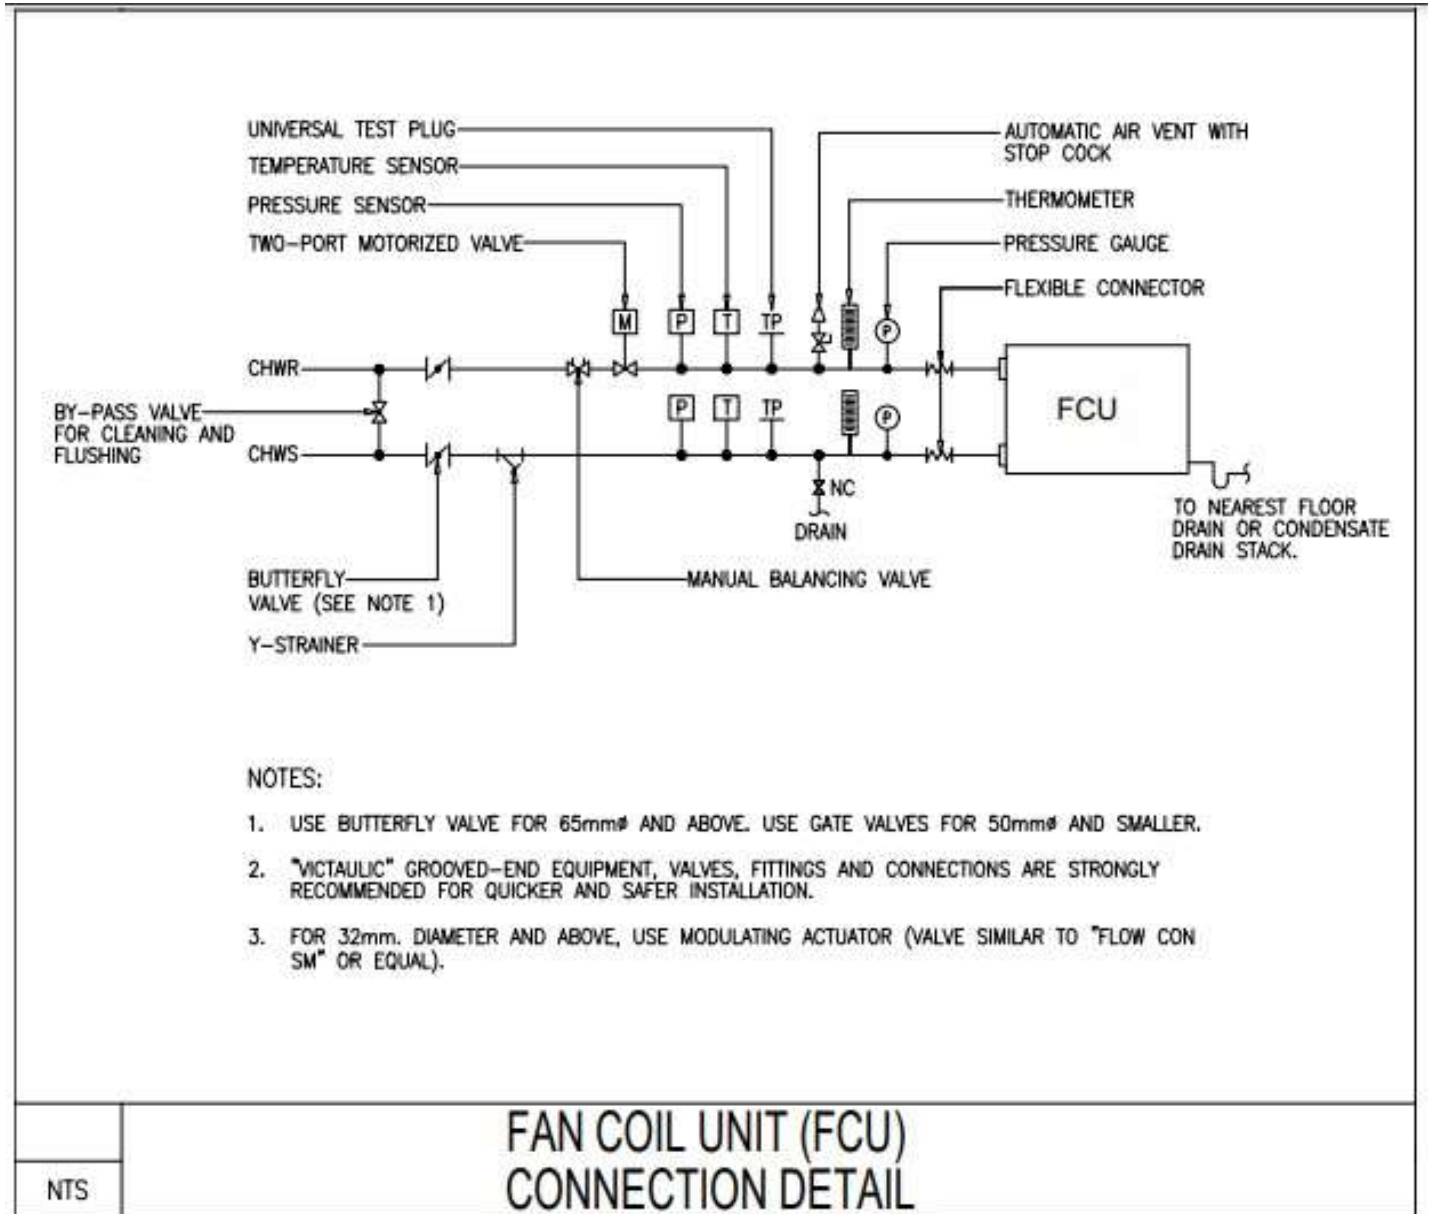 UNIVERSAL TEST PLUG
TEMPERATURE SENSOR
PRESSURE SENSOR
TWO-PORT MOTORIZED VALVE
AUTOMATIC AIR VENT WITH
STOP COCK
THERMOMETER
PRESSURE GAUGE
FLEXIBLE CONNECTOR
M P T TP P
CHWR
BY-PASS VALVE
FOR CLEANING AND
FLUSHING
P T TP P
FCU
CHWS
NC
DRAIN
TO NEAREST FLOOR
DRAIN OR CONDENSATE
DRAIN STACK.
BUTTERFLY
VALVE (SEE NOTE 1)
MANUAL BALANCING VALVE
Y-STRAINER
NOTES:
1. USE BUTTERFLY VALVE FOR 65mmø AND ABOVE. USE GATE VALVES FOR 50mmø AND SMALLER.
2. "VICTAULIC" GROOVED-END EQUIPMENT, VALVES, FITTINGS AND CONNECTIONS ARE STRONGLY
RECOMMENDED FOR QUICKER AND SAFER INSTALLATION.
3. FOR 32mm. DIAMETER AND ABOVE, USE MODULATING ACTUATOR (VALVE SIMILAR TO "FLOW CON
SM" OR EQUAL).
FAN COIL UNIT (FCU)
CONNECTION DETAIL
NTS